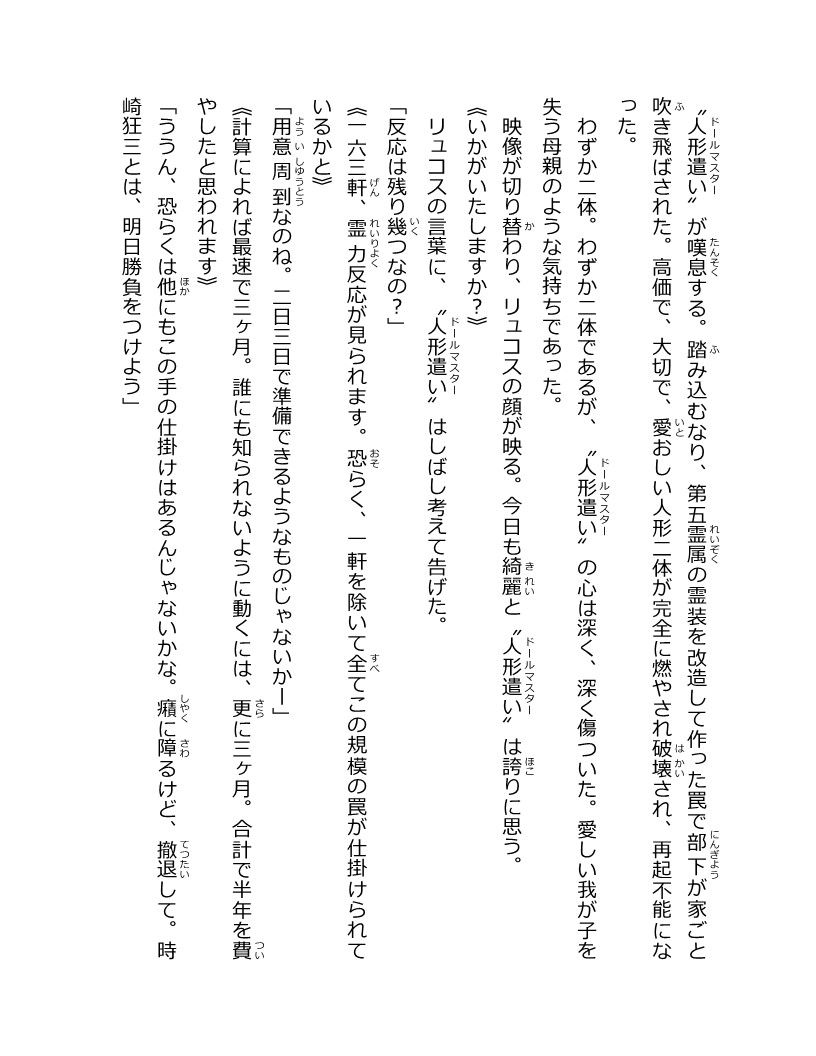 〝人形遣い〟が嘆息する。踏み込むなり、第五霊属の霊装を改造して作った罠で部下が家ごと
吹き飛ばされた。高価で、大切で、愛おしい人形二体が完全に燃やされ破壊され、再起不能にな
った。
わずか二体。わずか二体であるが、〝人形遣い〟の心は深く、深く傷ついた。愛しい我が子を
失う母親のような気持ちであった。
映像が切り替わり、リュコスの顔が映る。今日も綺麗と〝人形遣い〟は誇りに思う。
《いかがいたしますか?》
リュコスの言葉に、〝人形遣い〟はしばし考えて告げた。
「反応は残り幾つなの?」
《一六三軒、霊力反応が見られます。恐らく、一軒を除いて全てこの規模の罠が仕掛けられて
いるかと》
「用意周到なのね。二日三日で準備できるようなものじゃないかー」
《計算によれば最速で三ヶ月。誰にも知られないように動くには、更に三ヶ月。合計で半年を費
やしたと思われます》
「ううん、恐らくは他にもこの手の仕掛けはあるんじゃないかな。癪に障るけど、撤退して。時
崎狂三とは、明日勝負をつけよう」